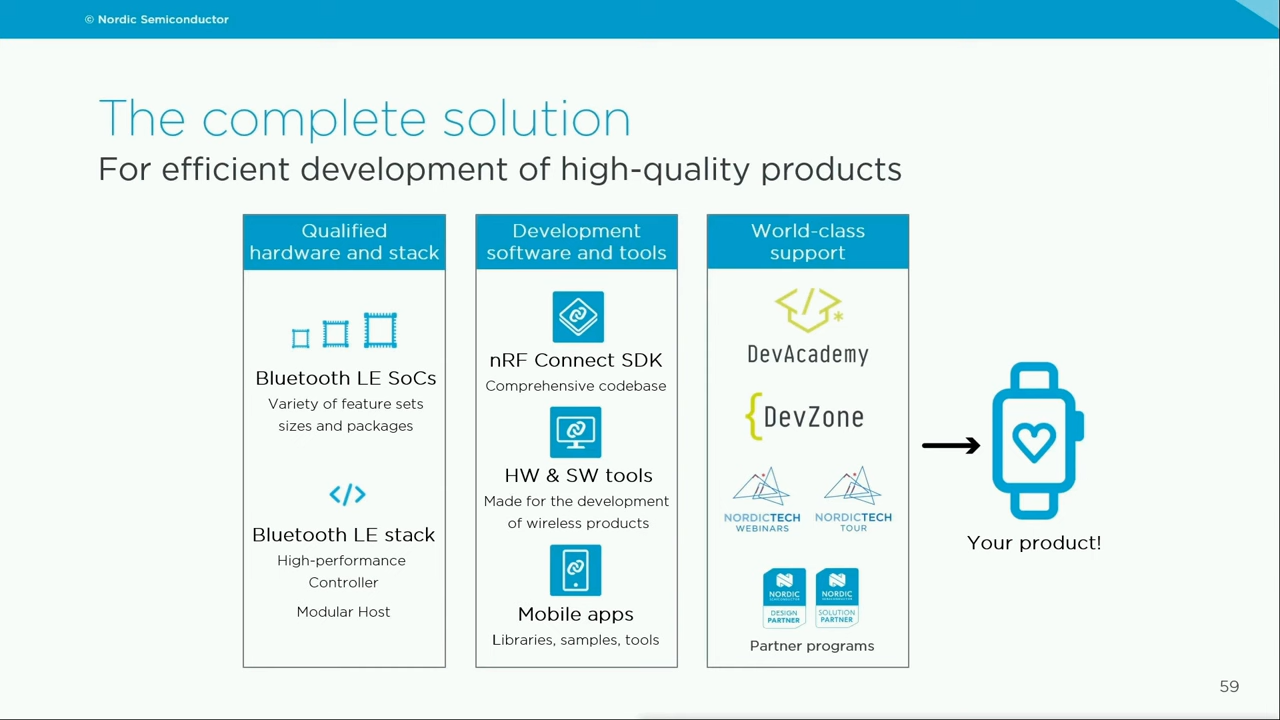 © Nordic Semiconductor
The complete solution
For efficient development of high-quality products
Qualified
hardware and stack
Bluetooth LE SoCs
Variety of feature sets
sizes and packages
</>
Bluetooth LE stack
High-performance
Controller
Modular Host
Development
software and tools
nRF Connect SDK
Comprehensive codebase
HW & SW tools
Made for the development
of wireless products
Mobile apps
Libraries, samples, tools
World-class
support
DevAcademy
{DevZone
NORDICTECH
WEBINARS
NORDICTECH
TOUR
NORDIC
SEMICONDUCTOR
DESIGN
PARTNER
NORDIC
SEMICONDUCTOR
SOLUTION
PARTNER
Partner programs
Your product!
59